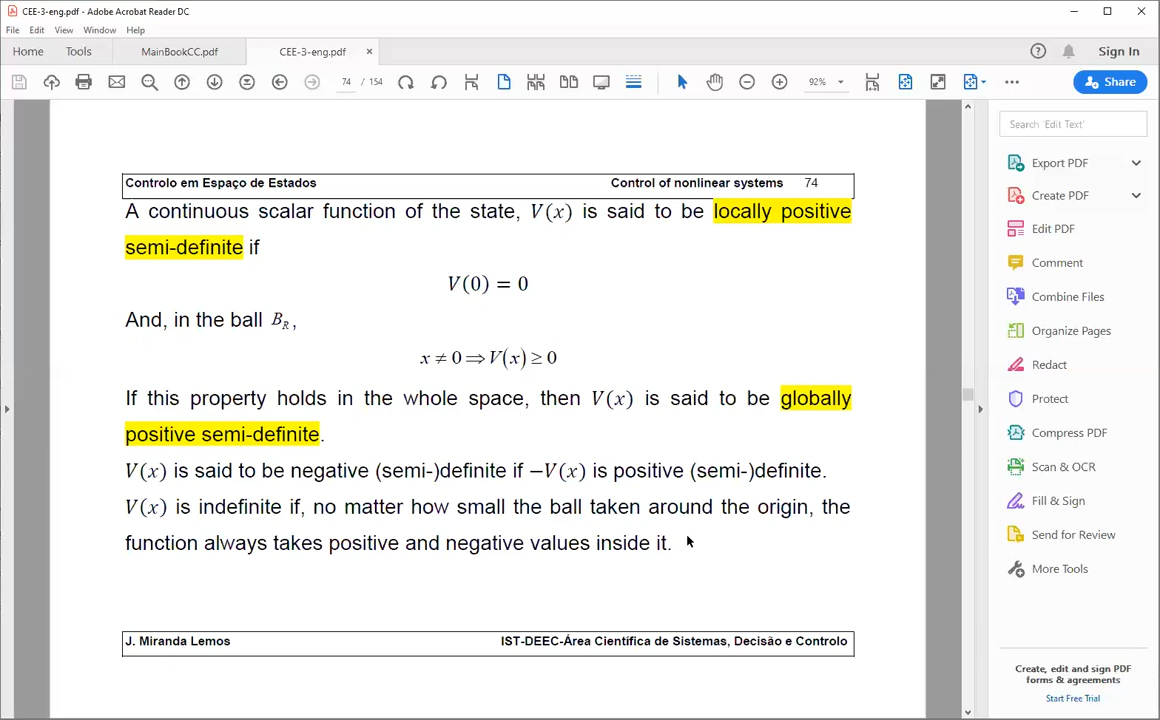 CEE-3-eng.pdf - Adobe Acrobat Reader DC
File Edit View Window Help
Home Tools MainBookCC.pdf CEE-3-eng.pdf × Sign In
74 / 154 92% Share
Search 'Edit Text'
Export PDF
Create PDF
Edit PDF
Comment
Combine Files
Organize Pages
Redact
Protect
Compress PDF
Scan & OCR
Fill & Sign
Send for Review
More Tools
Create, edit and sign PDF
forms & agreements
Start Free Trial
Controlo em Espaço de Estados Control of nonlinear systems 74
A continuous scalar function of the state, V(x) is said to be locally positive
semi-definite if
V(0) = 0
And, in the ball B_R,
x ≠ 0 ⇒ V(x) ≥ 0
If this property holds in the whole space, then V(x) is said to be globally
positive semi-definite.
V(x) is said to be negative (semi-)definite if −V(x) is positive (semi-)definite.
V(x) is indefinite if, no matter how small the ball taken around the origin, the
function always takes positive and negative values inside it.
J. Miranda Lemos IST-DEEC-Área Científica de Sistemas, Decisão e Controlo